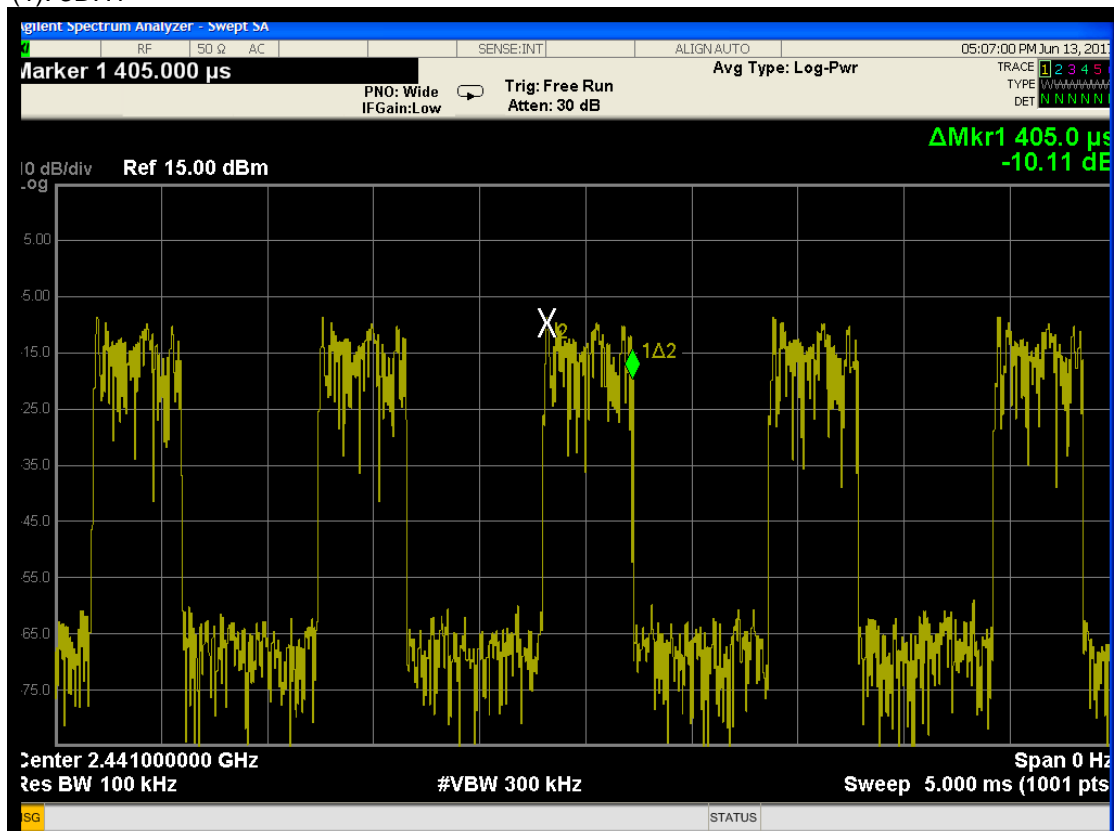 Agilent Spectrum Analyzer - Swept SA
RF 50 Ω AC SENSE:INT ALIGN AUTO 05:07:00 PM Jun 13, 201
Marker 1 405.000 μs
PNO: Wide
IFGain:Low
Trig: Free Run
Atten: 30 dB
Avg Type: Log-Pwr
TRACE 1 2 3 4 5
TYPE WWWWWW
DET N N N N N
ΔMkr1 405.0 μs
-10.11 dB
10 dB/div Ref 15.00 dBm
Log
5.00
-5.00
-15.0
-25.0
-35.0
-45.0
-55.0
-65.0
-75.0
X2
1Δ2
Center 2.441000000 GHz Span 0 Hz
Res BW 100 kHz #VBW 300 kHz Sweep 5.000 ms (1001 pts
MSG STATUS